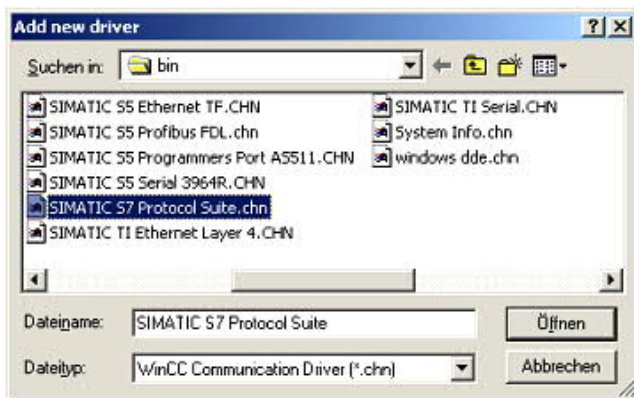 Add new driver
Suchen in: bin
SIMATIC S5 Ethernet TF.CHN
SIMATIC S5 Profibus FDL.chn
SIMATIC S5 Programmers Port AS511.CHN
SIMATIC S5 Serial 3964R.CHN
SIMATIC S7 Protocol Suite.chn
SIMATIC TI Ethernet Layer 4.CHN
SIMATIC TI Serial.CHN
System Info.chn
windows dde.chn
Dateiname: SIMATIC S7 Protocol Suite Öffnen
Dateityp: WinCC Communication Driver (*.chn) Abbrechen